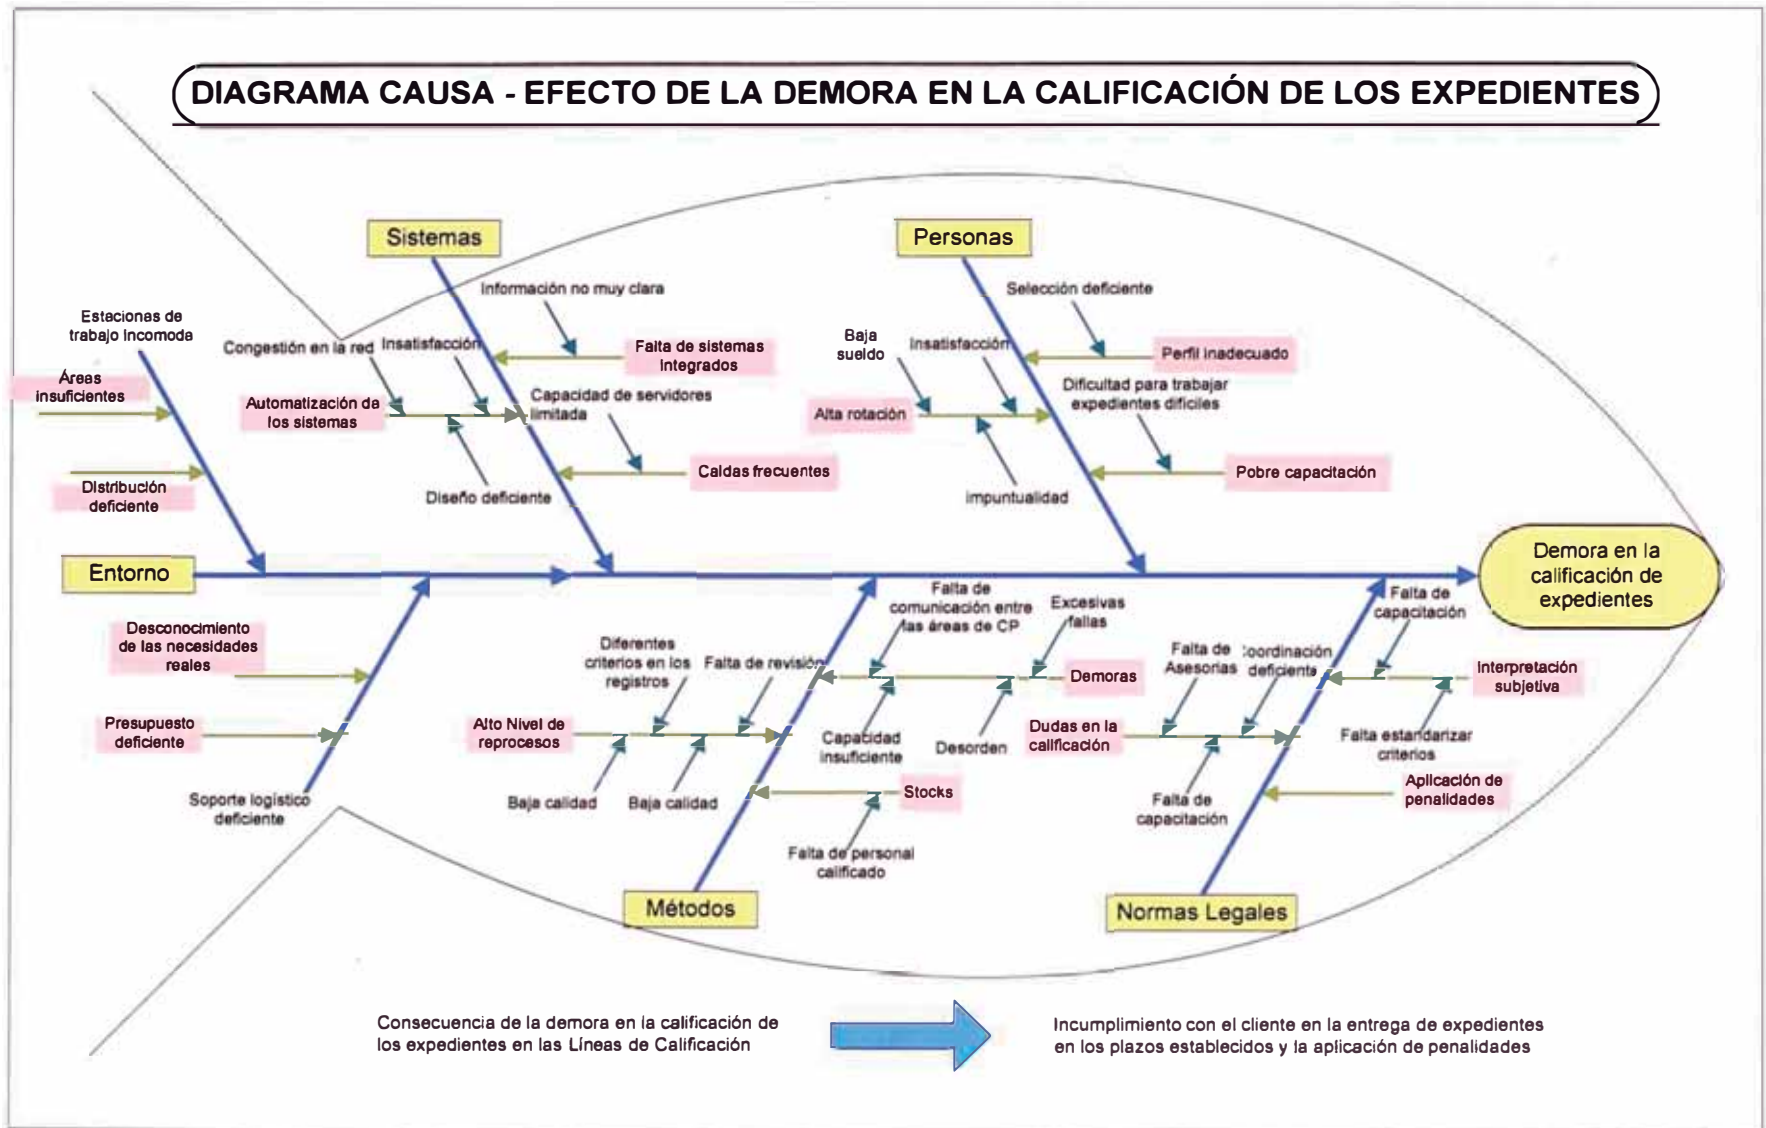 DIAGRAMA CAUSA - EFECTO DE LA DEMORA EN LA CALIFICACIÓN DE LOS EXPEDIENTES
Sistemas
Personas
Información no muy clara
Selección deficiente
Estaciones de
trabajo incomoda
Congestión en la red
Insatisfacción
Falta de sistemas
integrados
Baja
sueldo
Insatisfacción
Perfil inadecuado
Áreas
insuficientes
Automatización de
los sistemas
Capacidad de servidores
limitada
Alta rotación
Dificultad para trabajar
expedientes difíciles
Distribución
deficiente
Diseño deficiente
Caldas frecuentes
impuntualidad
Pobre capacitación
Entorno
Demora en la
calificación de
expedientes
Desconocimiento
de las necesidades
reales
Diferentes
criterios en los
registros
Falta de revisión
Falta de
comunicación entre
las áreas de CP
Excesivas
fallas
Demoras
Falta de
Asesorias
coordinación
deficiente
Falta de
capacitación
Interpretación
subjetiva
Presupuesto
deficiente
Alto Nivel de
reprocesos
Capacidad
insuficiente
Desorden
Dudas en la
calificación
Falta estandarizar
criterios
Soporte logístico
deficiente
Baja calidad
Baja calidad
Stocks
Falta de
capacitación
Aplicación de
penalidades
Falta de personal
calificado
Métodos
Normas Legales
Consecuencia de la demora en la calificación de
los expedientes en las Líneas de Calificación
Incumplimiento con el cliente en la entrega de expedientes
en los plazos establecidos y la aplicación de penalidades